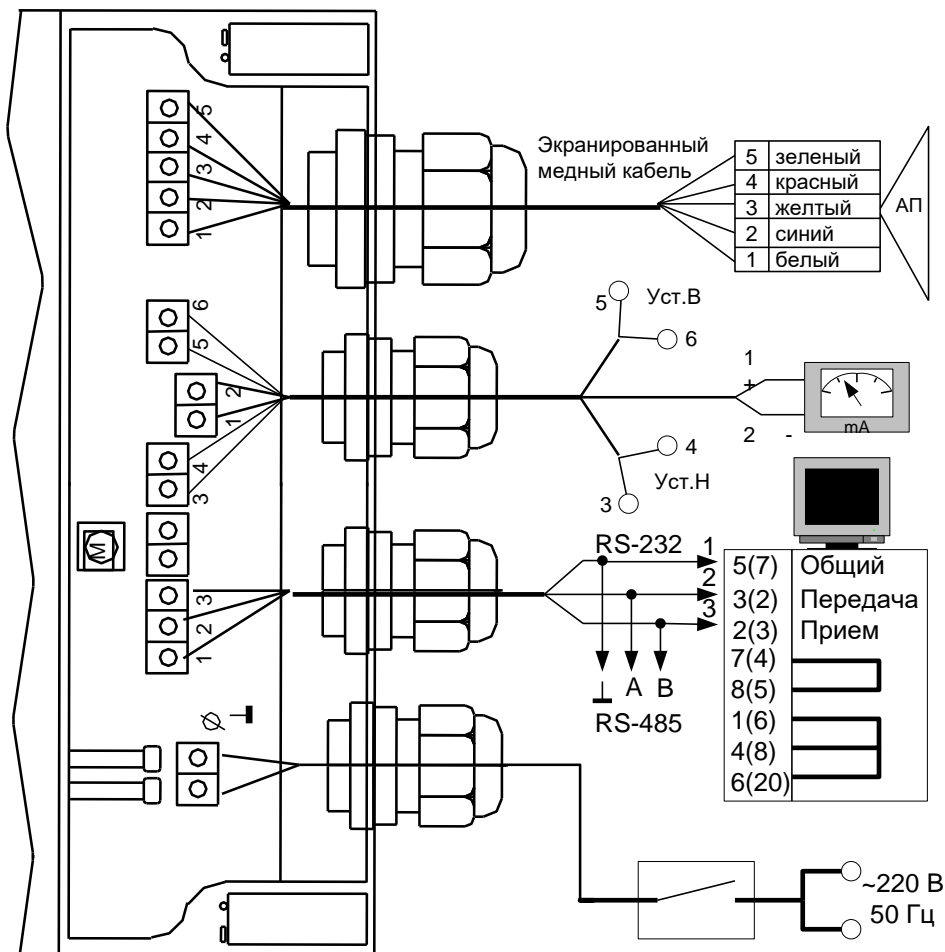 5
4
3
2
1
Экранированный
медный кабель
5 зеленый
4 красный
3 желтый
2 синий
1 белый
АП
6
5
2
1
4
3
5 Уст.В
6
4
Уст.Н
3
1
+
2 -
mA
М
3
2
1
RS-232
1
2
3
A B
RS-485
5(7) Общий
3(2) Передача
2(3) Прием
7(4)
8(5)
1(6)
4(8)
6(20)
~220 В
50 Гц